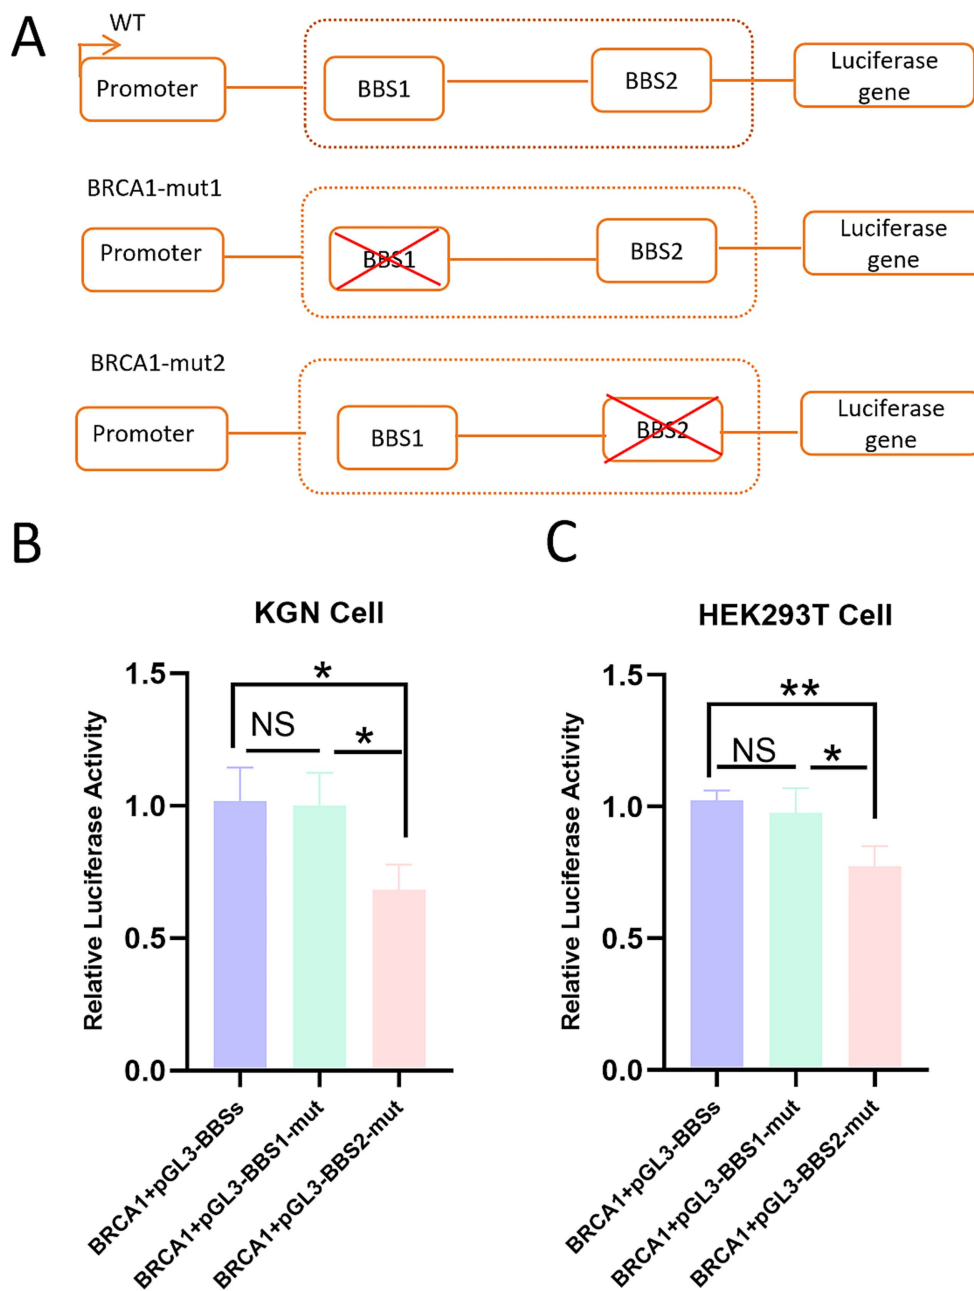 A
WT
Promoter
BBS1
BBS2
Luciferase
gene
BRCA1-mut1
Promoter
BBS1
BBS2
Luciferase
gene
BRCA1-mut2
Promoter
BBS1
BBS2
Luciferase
gene
B
KGN Cell
Relative Luciferase Activity
1.5
1.0
0.5
0.0
*
NS
*
BRCA1+pGL3-BBSs
BRCA1+pGL3-BBS1-mut
BRCA1+pGL3-BBS2-mut
C
HEK293T Cell
Relative Luciferase Activity
1.5
1.0
0.5
0.0
**
NS
*
BRCA1+pGL3-BBSs
BRCA1+pGL3-BBS1-mut
BRCA1+pGL3-BBS2-mut